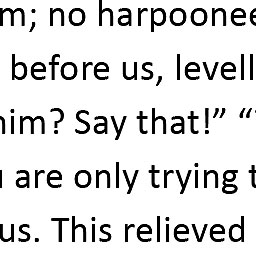 m; no harpoonee
before us, levell
him? Say that!” “
are only trying
us. This relieved